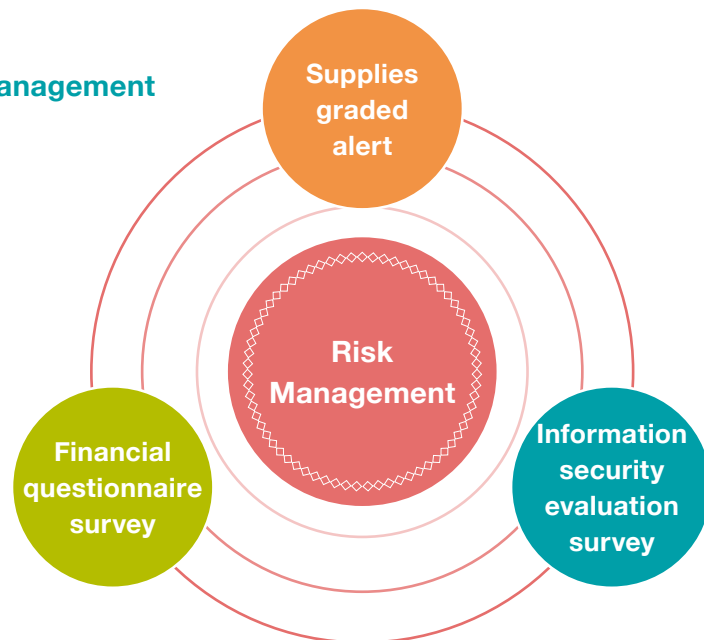 Supplies
graded
alert
anagement
Risk
Management
Financial
questionnaire
survey
Information
security
evaluation
survey